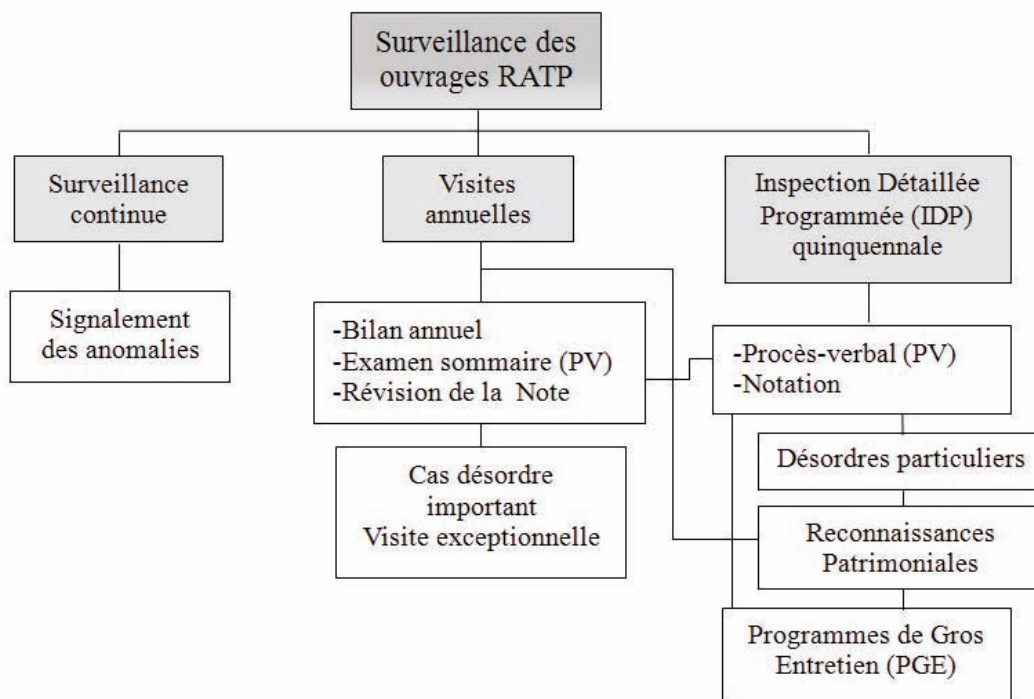 Surveillance des
ouvrages RATP
Surveillance
continue
Visites
annuelles
Inspection Détaillée
Programmée (IDP)
quinquennale
Signalement
des anomalies
-Bilan annuel
-Examen sommaire (PV)
-Révision de la Note
-Procès-verbal (PV)
-Notation
Cas désordre
important
Visite exceptionnelle
Désordres particuliers
Reconnaissances
Patrimoniales
Programmes de Gros
Entretien (PGE)